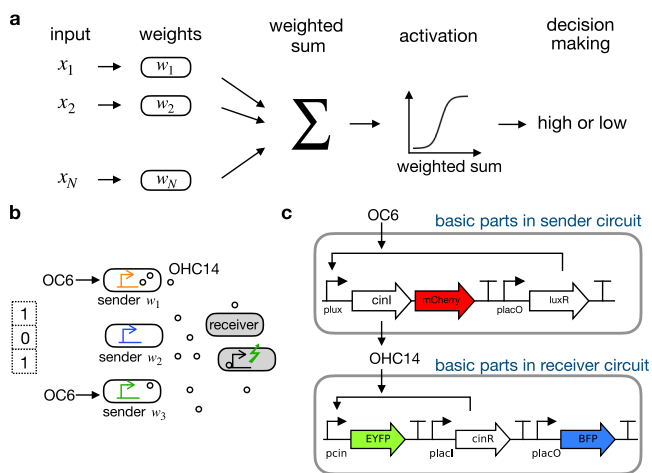 a
input
weights
weighted
sum
activation
decision
making
x1
w1
x2
w2
Σ
high or low
weighted sum
xN
wN
b
OC6
OHC14
sender w1
receiver
1
0
1
sender w2
OC6
sender w3
c
OC6
basic parts in sender circuit
plux
cinI
mCherry
placO
luxR
OHC14
basic parts in receiver circuit
pcin
EYFP
placI
cinR
placO
BFP